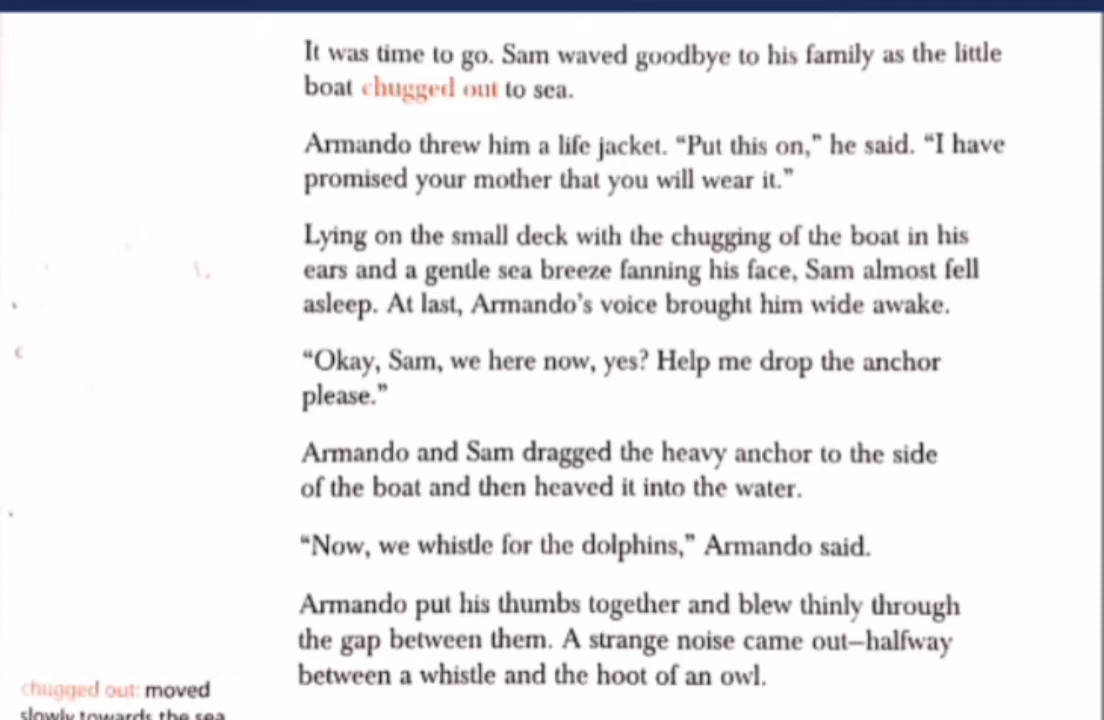 It was time to go. Sam waved goodbye to his family as the little
boat chugged out to sea.
Armando threw him a life jacket. “Put this on,” he said. “I have
promised your mother that you will wear it.”
Lying on the small deck with the chugging of the boat in his
ears and a gentle sea breeze fanning his face, Sam almost fell
asleep. At last, Armando’s voice brought him wide awake.
“Okay, Sam, we here now, yes? Help me drop the anchor
please.”
Armando and Sam dragged the heavy anchor to the side
of the boat and then heaved it into the water.
“Now, we whistle for the dolphins,” Armando said.
Armando put his thumbs together and blew thinly through
the gap between them. A strange noise came out—halfway
between a whistle and the hoot of an owl.
chugged out: moved
slowly towards the sea